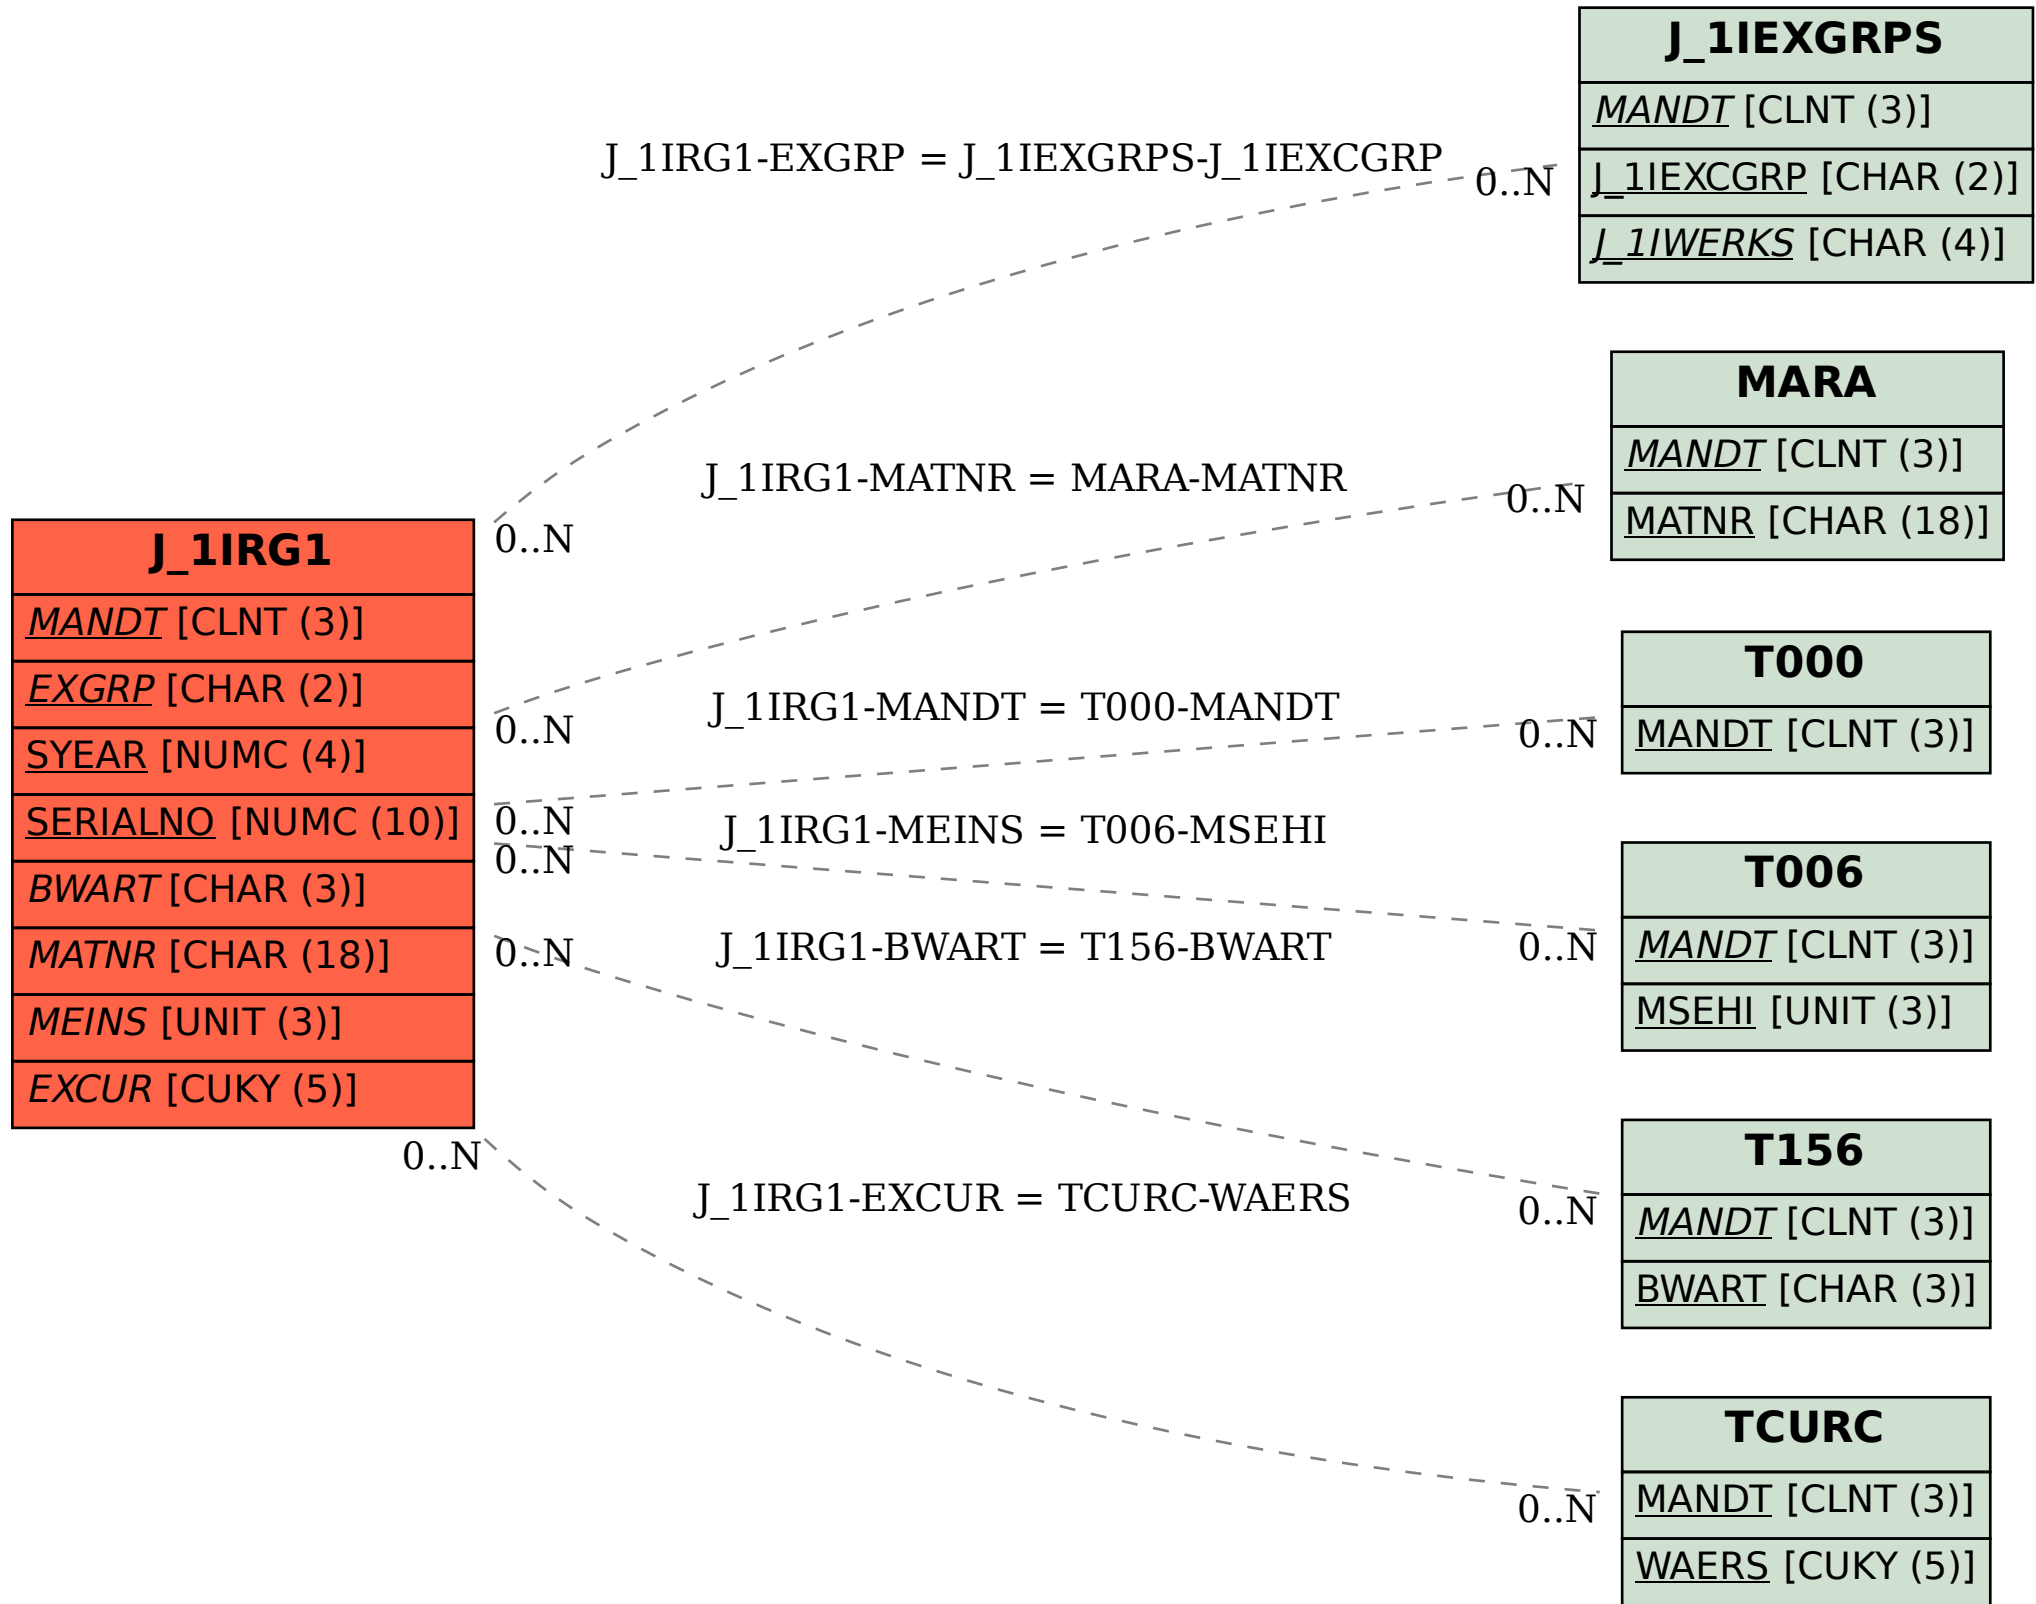 J_1IEXGRPS
MANDT [CLNT (3)]
J_1IEXCGRP [CHAR (2)]
J_1IWERKS [CHAR (4)]
J_1IRG1-EXGRP = J_1IEXGRPS-J_1IEXCGRP
0..N
0..N
MARA
MANDT [CLNT (3)]
MATNR [CHAR (18)]
J_1IRG1-MATNR = MARA-MATNR
0..N
0..N
J_1IRG1
MANDT [CLNT (3)]
EXGRP [CHAR (2)]
SYEAR [NUMC (4)]
SERIALNO [NUMC (10)]
BWART [CHAR (3)]
MATNR [CHAR (18)]
MEINS [UNIT (3)]
EXCUR [CUKY (5)]
T000
MANDT [CLNT (3)]
J_1IRG1-MANDT = T000-MANDT
0..N
0..N
J_1IRG1-MEINS = T006-MSEHI
0..N
0..N
T006
MANDT [CLNT (3)]
MSEHI [UNIT (3)]
J_1IRG1-BWART = T156-BWART
0..N
0..N
T156
MANDT [CLNT (3)]
BWART [CHAR (3)]
J_1IRG1-EXCUR = TCURC-WAERS
0..N
0..N
TCURC
MANDT [CLNT (3)]
WAERS [CUKY (5)]